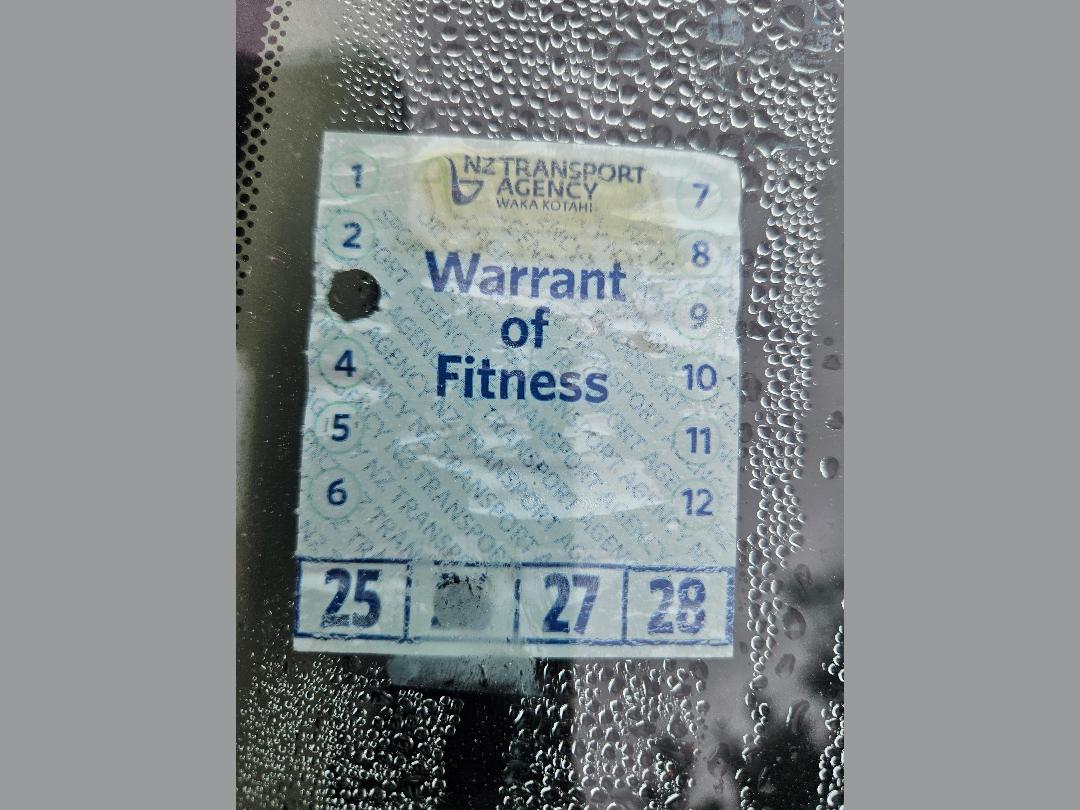 NZ TRANSPORT
AGENCY
WAKA KOTAHI
1
2
4
5
6
7
8
9
10
11
12
Warrant
of
Fitness
25
27
28